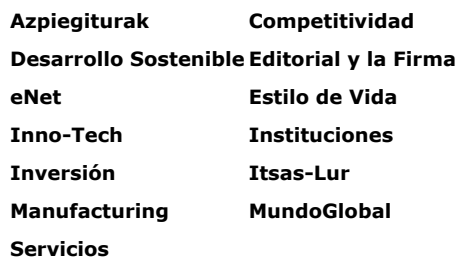 Azpiegiturak Competitividad
Desarrollo Sostenible Editorial y la Firma
eNet Estilo de Vida
Inno-Tech Instituciones
Inversión Itsas-Lur
Manufacturing MundoGlobal
Servicios